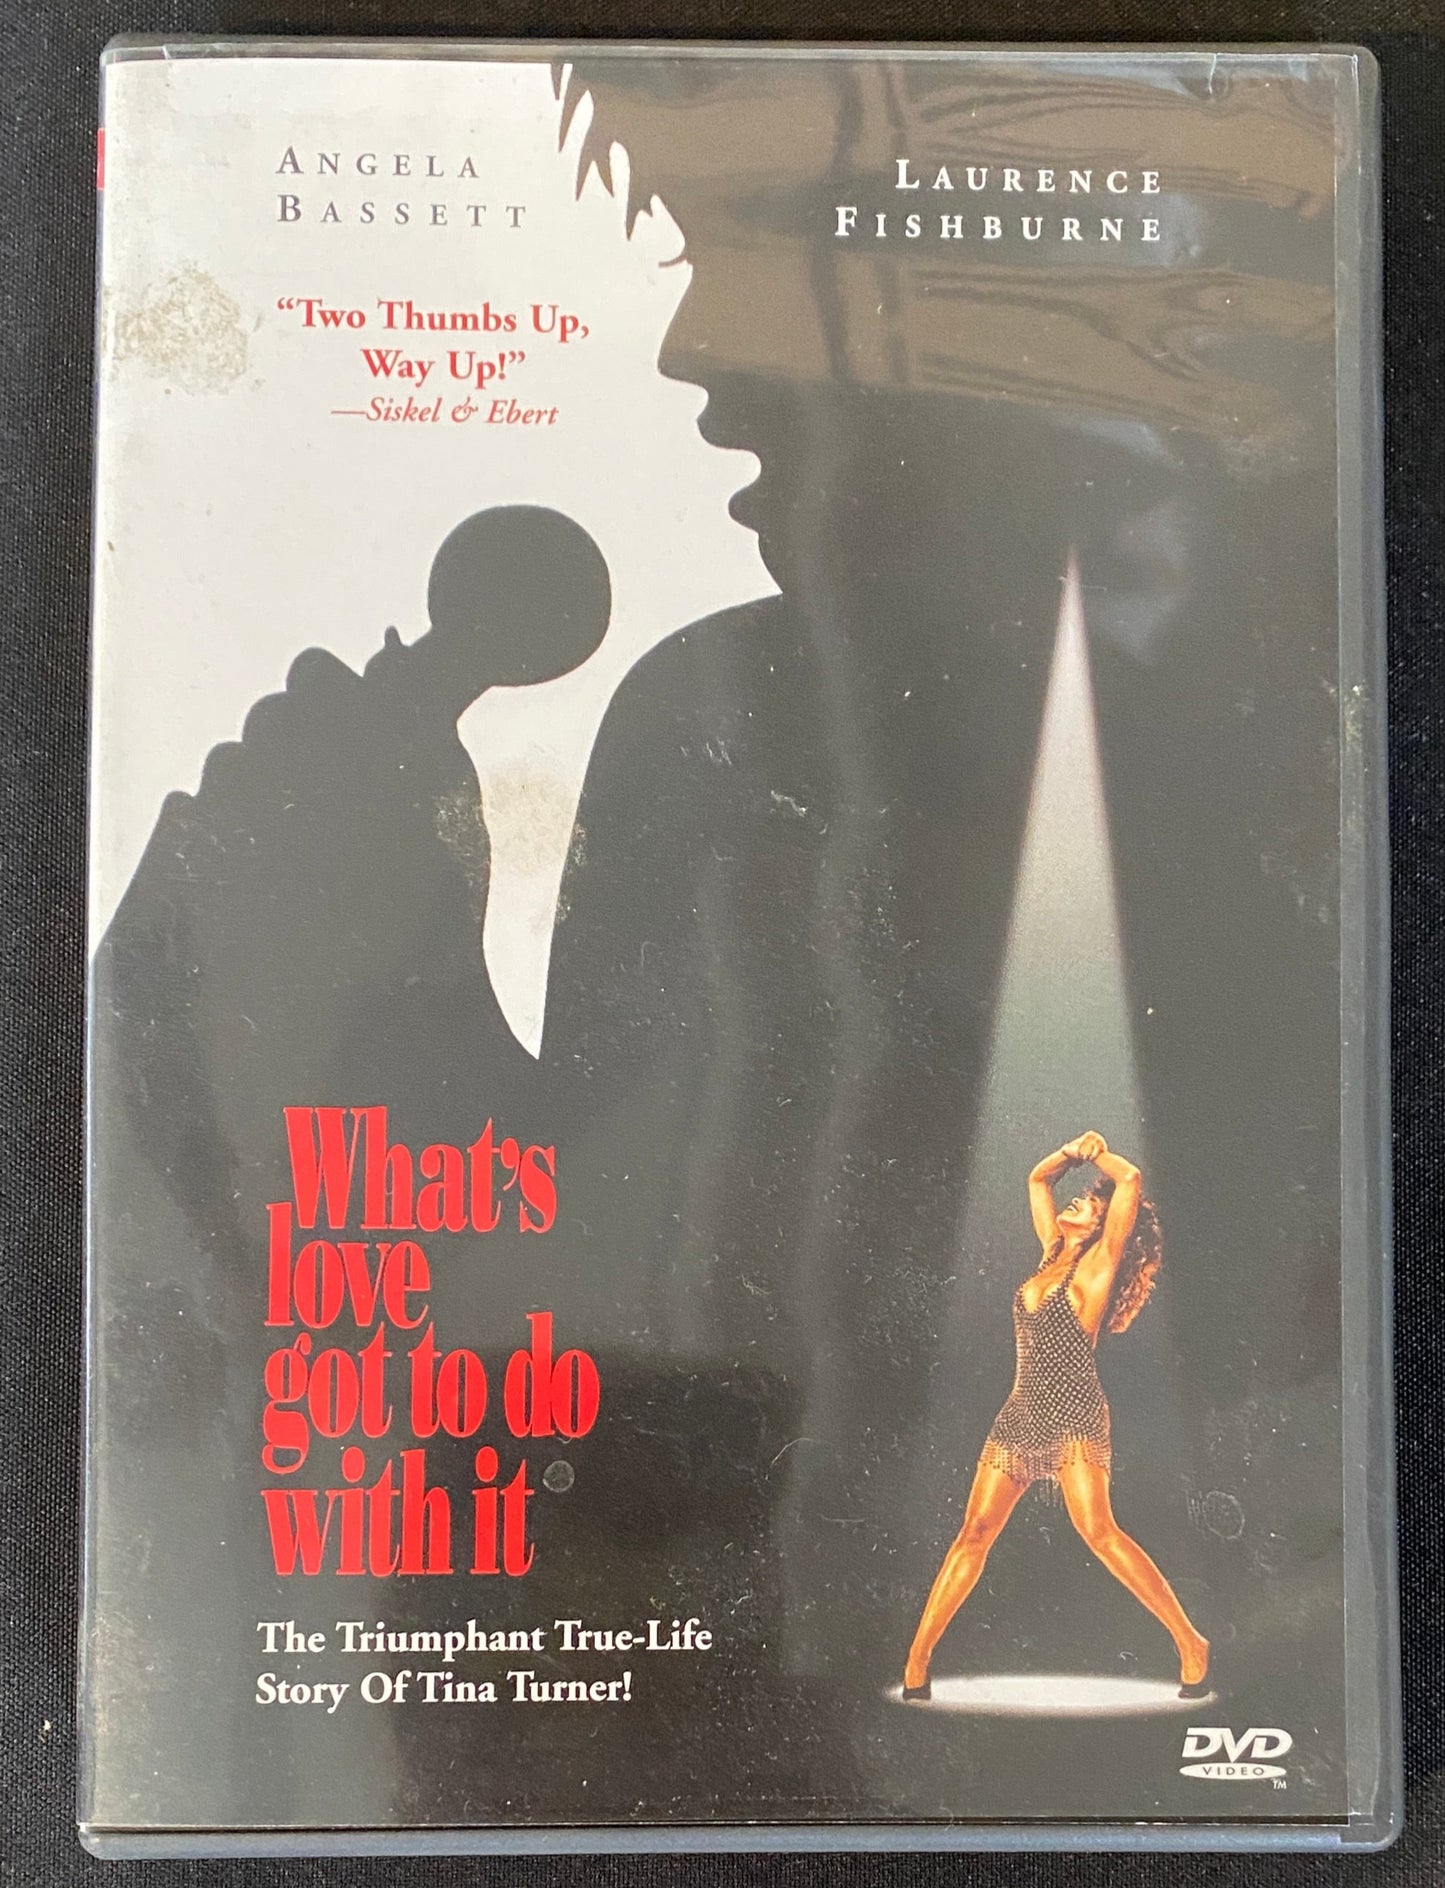 ANGELA
BASSETT
LAURENCE
FISHBURNE
“Two Thumbs Up,
Way Up!”
—Siskel & Ebert
What's
love
got to do
with it
The Triumphant True-Life
Story Of Tina Turner!
DVD
VIDEO
TM